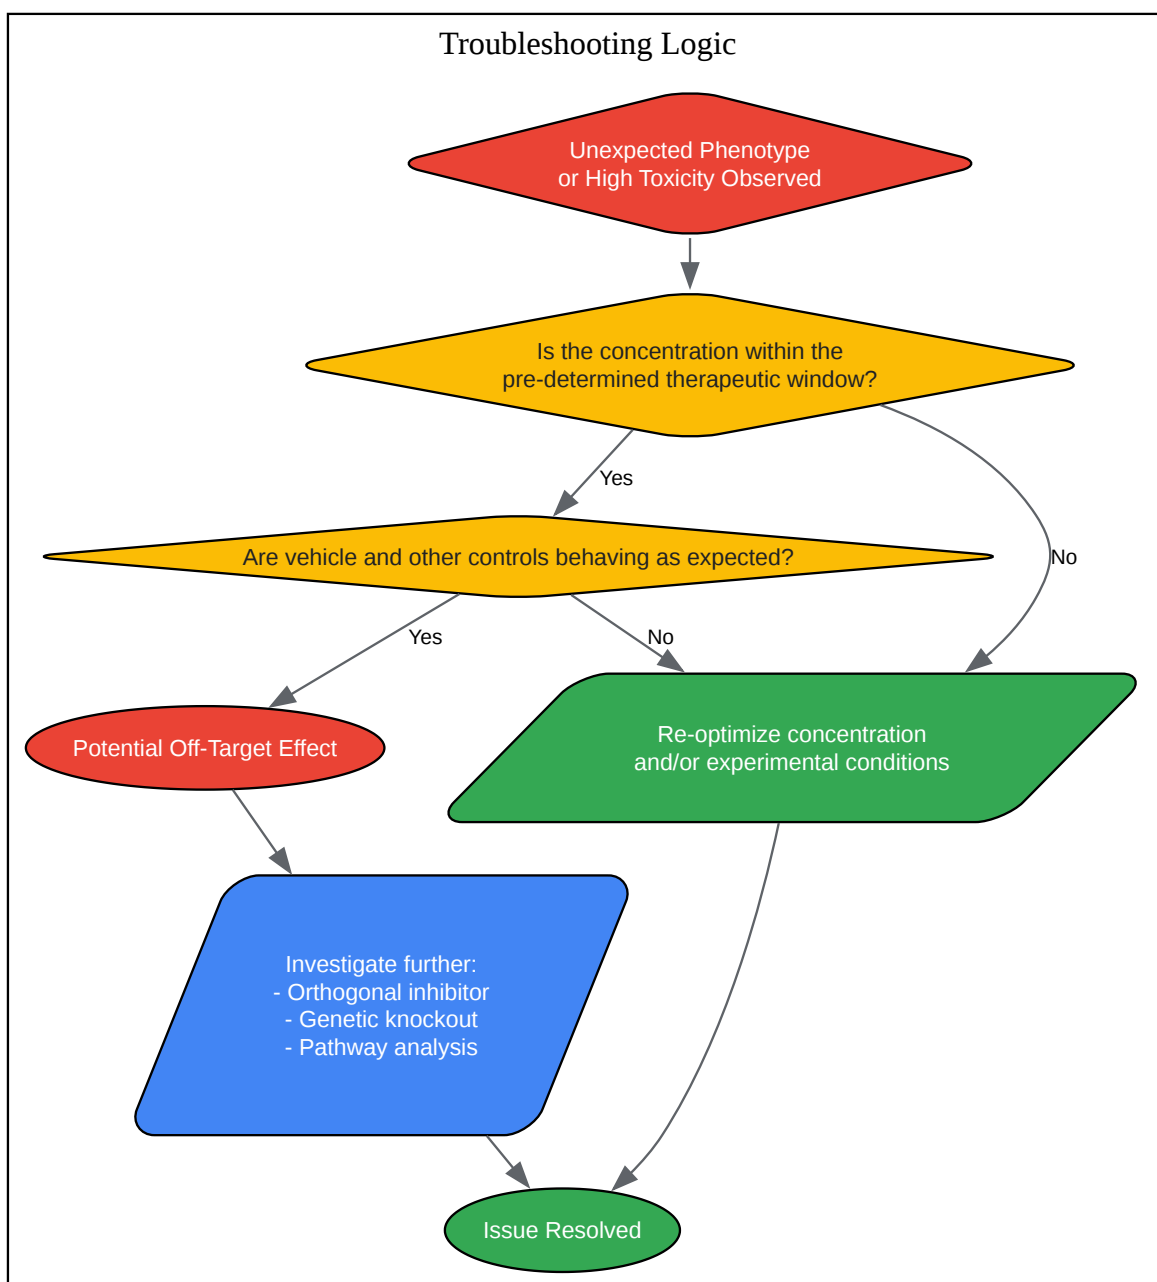 Troubleshooting Logic
Unexpected Phenotype
or High Toxicity Observed
Is the concentration within the
pre-determined therapeutic window?
Yes
No
Are vehicle and other controls behaving as expected?
Yes
No
Potential Off-Target Effect
Re-optimize concentration
and/or experimental conditions
Investigate further:
- Orthogonal inhibitor
- Genetic knockout
- Pathway analysis
Issue Resolved